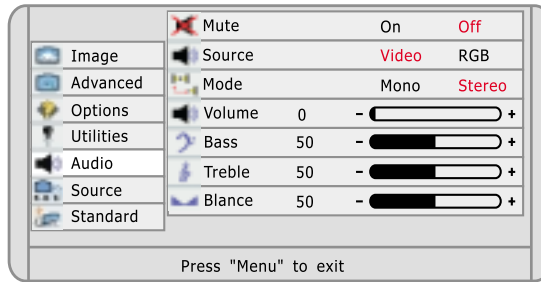 Image
Advanced
Options
Utilities
Audio
Source
Standard
Mute On Off
Source Video RGB
Mode Mono Stereo
Volume 0 - +
Bass 50 - +
Treble 50 - +
Blance 50 - +
Press "Menu" to exit